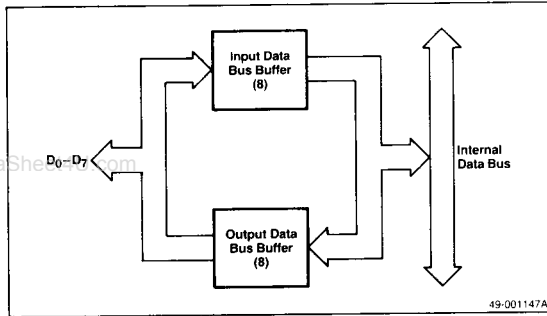 Input Data
Bus Buffer
(8)
D0–D7
Internal
Data Bus
Output Data
Bus Buffer
(8)
49-001147A